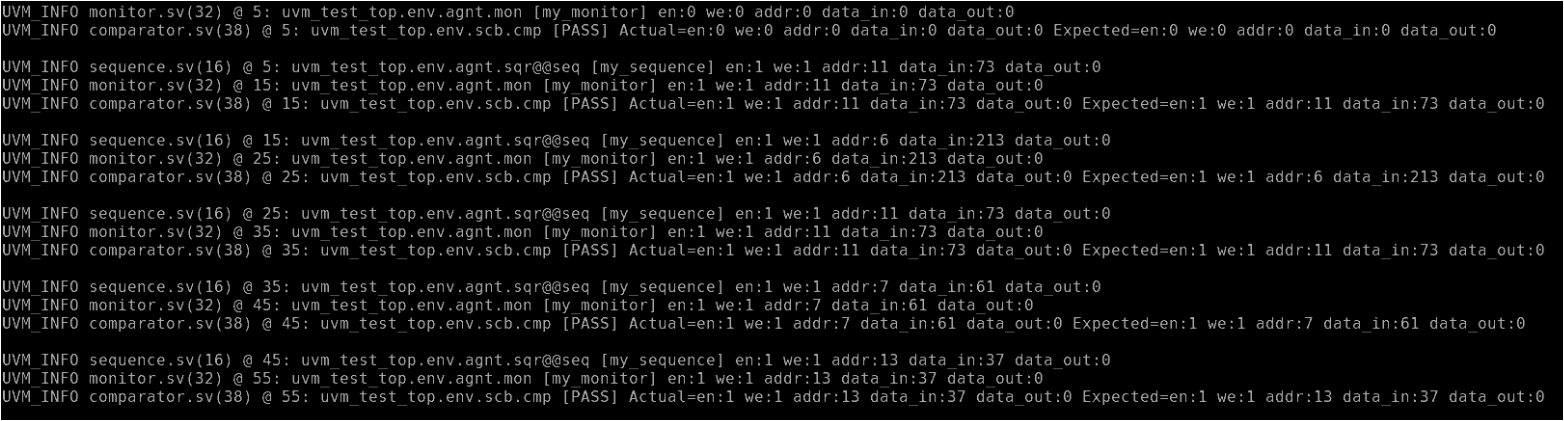 UVM_INFO monitor.sv(32) @ 5: uvm_test_top.env.agnt.mon [my_monitor] en:0 we:0 addr:0 data_in:0 data_out:0
UVM_INFO comparator.sv(38) @ 5: uvm_test_top.env.scb.cmp [PASS] Actual=en:0 we:0 addr:0 data_in:0 data_out:0 Expected=en:0 we:0 addr:0 data_in:0 data_out:0
UVM_INFO sequence.sv(16) @ 5: uvm_test_top.env.agnt.sqr@@seq [my_sequence] en:1 we:1 addr:11 data_in:73 data_out:0
UVM_INFO monitor.sv(32) @ 15: uvm_test_top.env.agnt.mon [my_monitor] en:1 we:1 addr:11 data_in:73 data_out:0
UVM_INFO comparator.sv(38) @ 15: uvm_test_top.env.scb.cmp [PASS] Actual=en:1 we:1 addr:11 data_in:73 data_out:0 Expected=en:1 we:1 addr:11 data_in:73 data_out:0
UVM_INFO sequence.sv(16) @ 15: uvm_test_top.env.agnt.sqr@@seq [my_sequence] en:1 we:1 addr:6 data_in:213 data_out:0
UVM_INFO monitor.sv(32) @ 25: uvm_test_top.env.agnt.mon [my_monitor] en:1 we:1 addr:6 data_in:213 data_out:0
UVM_INFO comparator.sv(38) @ 25: uvm_test_top.env.scb.cmp [PASS] Actual=en:1 we:1 addr:6 data_in:213 data_out:0 Expected=en:1 we:1 addr:6 data_in:213 data_out:0
UVM_INFO sequence.sv(16) @ 25: uvm_test_top.env.agnt.sqr@@seq [my_sequence] en:1 we:1 addr:11 data_in:73 data_out:0
UVM_INFO monitor.sv(32) @ 35: uvm_test_top.env.agnt.mon [my_monitor] en:1 we:1 addr:11 data_in:73 data_out:0
UVM_INFO comparator.sv(38) @ 35: uvm_test_top.env.scb.cmp [PASS] Actual=en:1 we:1 addr:11 data_in:73 data_out:0 Expected=en:1 we:1 addr:11 data_in:73 data_out:0
UVM_INFO sequence.sv(16) @ 35: uvm_test_top.env.agnt.sqr@@seq [my_sequence] en:1 we:1 addr:7 data_in:61 data_out:0
UVM_INFO monitor.sv(32) @ 45: uvm_test_top.env.agnt.mon [my_monitor] en:1 we:1 addr:7 data_in:61 data_out:0
UVM_INFO comparator.sv(38) @ 45: uvm_test_top.env.scb.cmp [PASS] Actual=en:1 we:1 addr:7 data_in:61 data_out:0 Expected=en:1 we:1 addr:7 data_in:61 data_out:0
UVM_INFO sequence.sv(16) @ 45: uvm_test_top.env.agnt.sqr@@seq [my_sequence] en:1 we:1 addr:13 data_in:37 data_out:0
UVM_INFO monitor.sv(32) @ 55: uvm_test_top.env.agnt.mon [my_monitor] en:1 we:1 addr:13 data_in:37 data_out:0
UVM_INFO comparator.sv(38) @ 55: uvm_test_top.env.scb.cmp [PASS] Actual=en:1 we:1 addr:13 data_in:37 data_out:0 Expected=en:1 we:1 addr:13 data_in:37 data_out:0